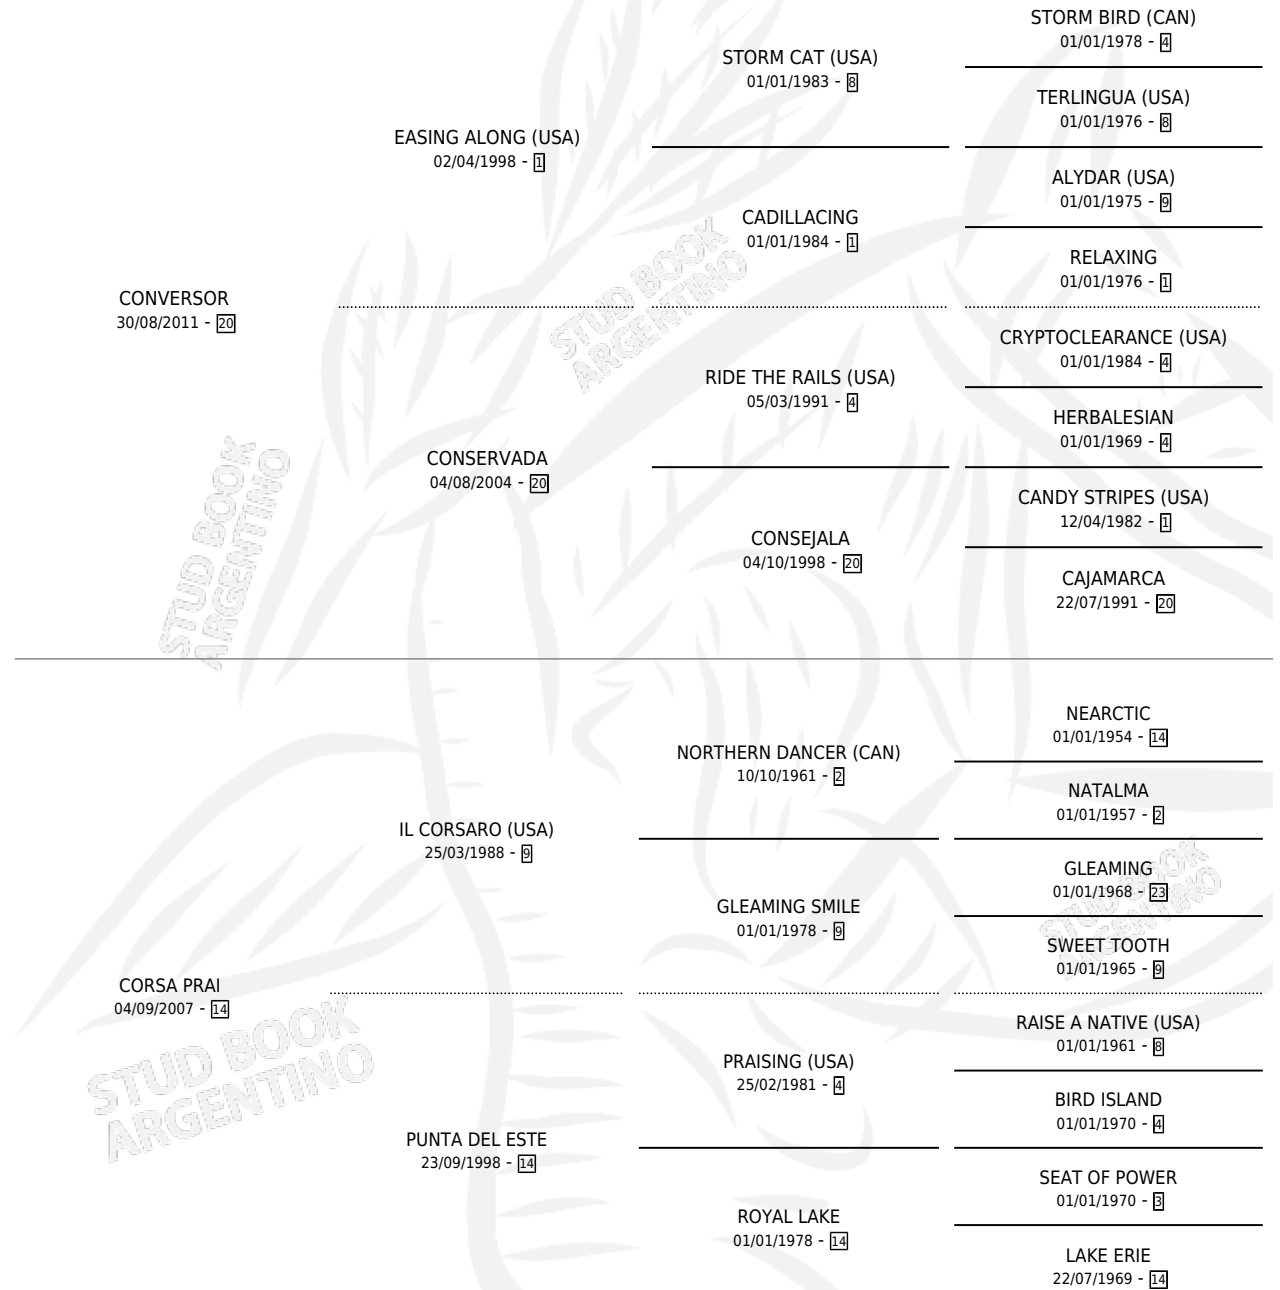 STORM BIRD (CAN)
01/01/1978 - 4
STORM CAT (USA)
01/01/1983 - 8
TERLINGUA (USA)
01/01/1976 - 8
EASING ALONG (USA)
02/04/1998 - 1
ALYDAR (USA)
01/01/1975 - 9
CADILLACING
01/01/1984 - 1
RELAXING
01/01/1976 - 1
CONVERSOR
30/08/2011 - 20
CRYPTOCLEARANCE (USA)
01/01/1984 - 4
RIDE THE RAILS (USA)
05/03/1991 - 4
HERBALESIAN
01/01/1969 - 4
CONSERVADA
04/08/2004 - 20
CANDY STRIPES (USA)
12/04/1982 - 1
CONSEJALA
04/10/1998 - 20
CAJAMARCA
22/07/1991 - 20
NEARCTIC
01/01/1954 - 14
NORTHERN DANCER (CAN)
10/10/1961 - 2
NATALMA
01/01/1957 - 2
IL CORSARO (USA)
25/03/1988 - 9
GLEAMING
01/01/1968 - 23
GLEAMING SMILE
01/01/1978 - 9
SWEET TOOTH
01/01/1965 - 9
CORSA PRAI
04/09/2007 - 14
RAISE A NATIVE (USA)
01/01/1961 - 8
PRAISING (USA)
25/02/1981 - 4
BIRD ISLAND
01/01/1970 - 4
PUNTA DEL ESTE
23/09/1998 - 14
SEAT OF POWER
01/01/1970 - 3
ROYAL LAKE
01/01/1978 - 14
LAKE ERIE
22/07/1969 - 14
STUD BOOK
ARGENTINO
STUD BOOK
ARGENTINO
STUD BOOK
ARGENTINO
STUD BOOK
ARGENTINO